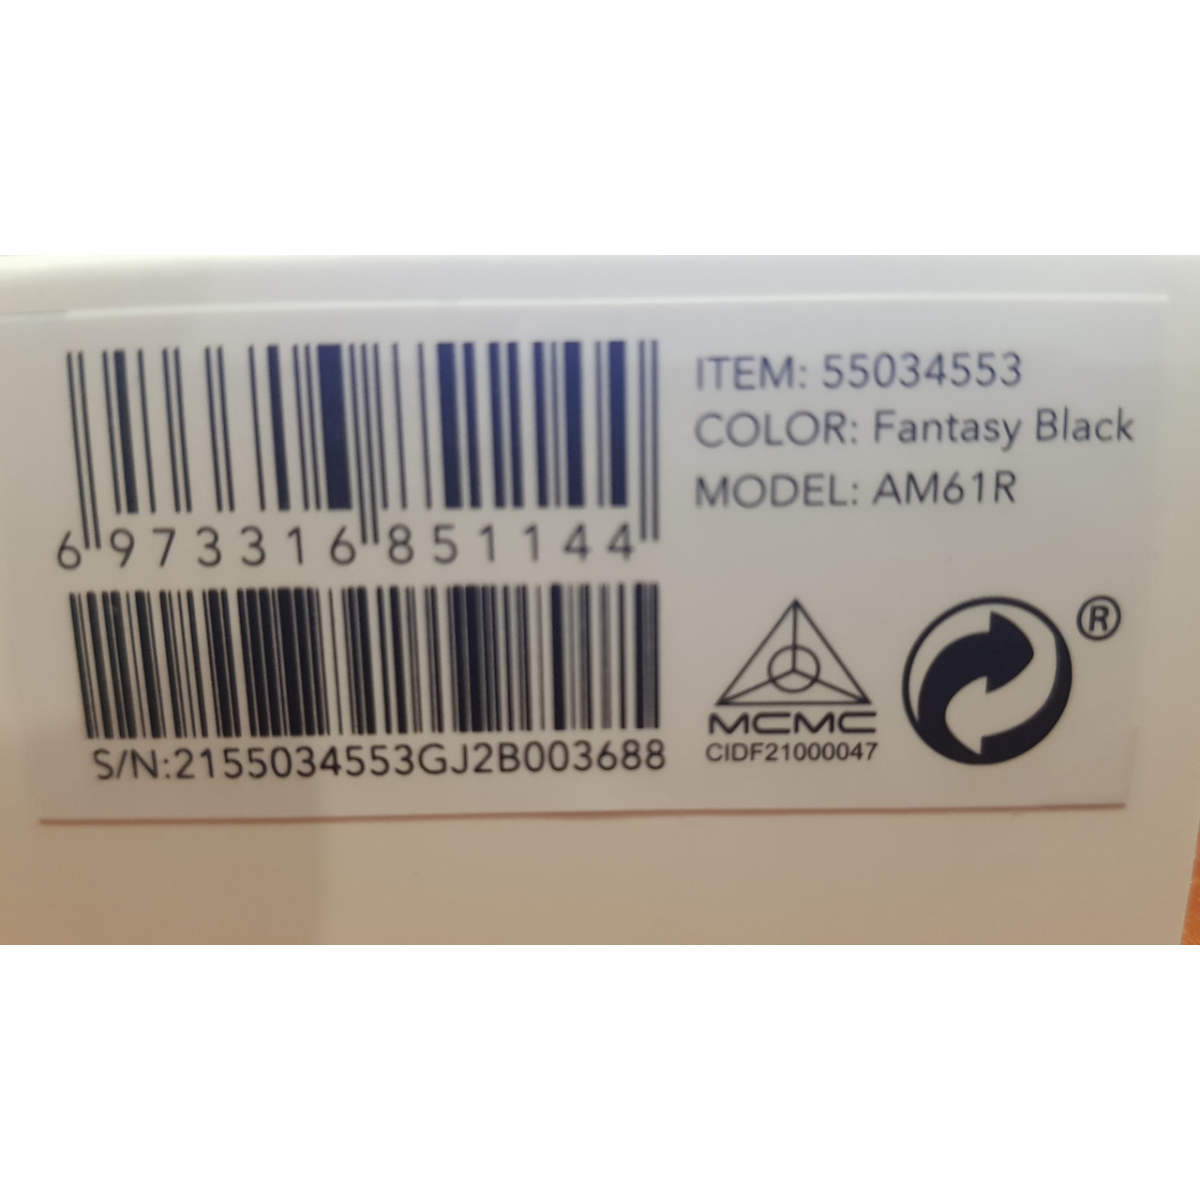 6 973316 851144
S/N:2155034553GJ2B003688
ITEM: 55034553
COLOR: Fantasy Black
MODEL: AM61R
MCMC
CIDF21000047
®